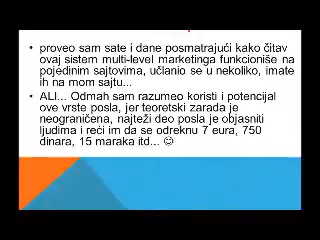 • proveo sam sate i dane posmatrajući kako čitav
ovaj sistem multi-level marketinga funkcioniše na
pojedinim sajtovima, učlanio se u nekoliko, imate
ih na mom sajtu...
• ALI... Odmah sam razumeo koristi i potencijal
ove vrste posla, jer teoretski zarada je
neograničena, najteži deo posla je objasniti
ljudima i reći im da se odreknu 7 eura, 750
dinara, 15 maraka itd... ☺